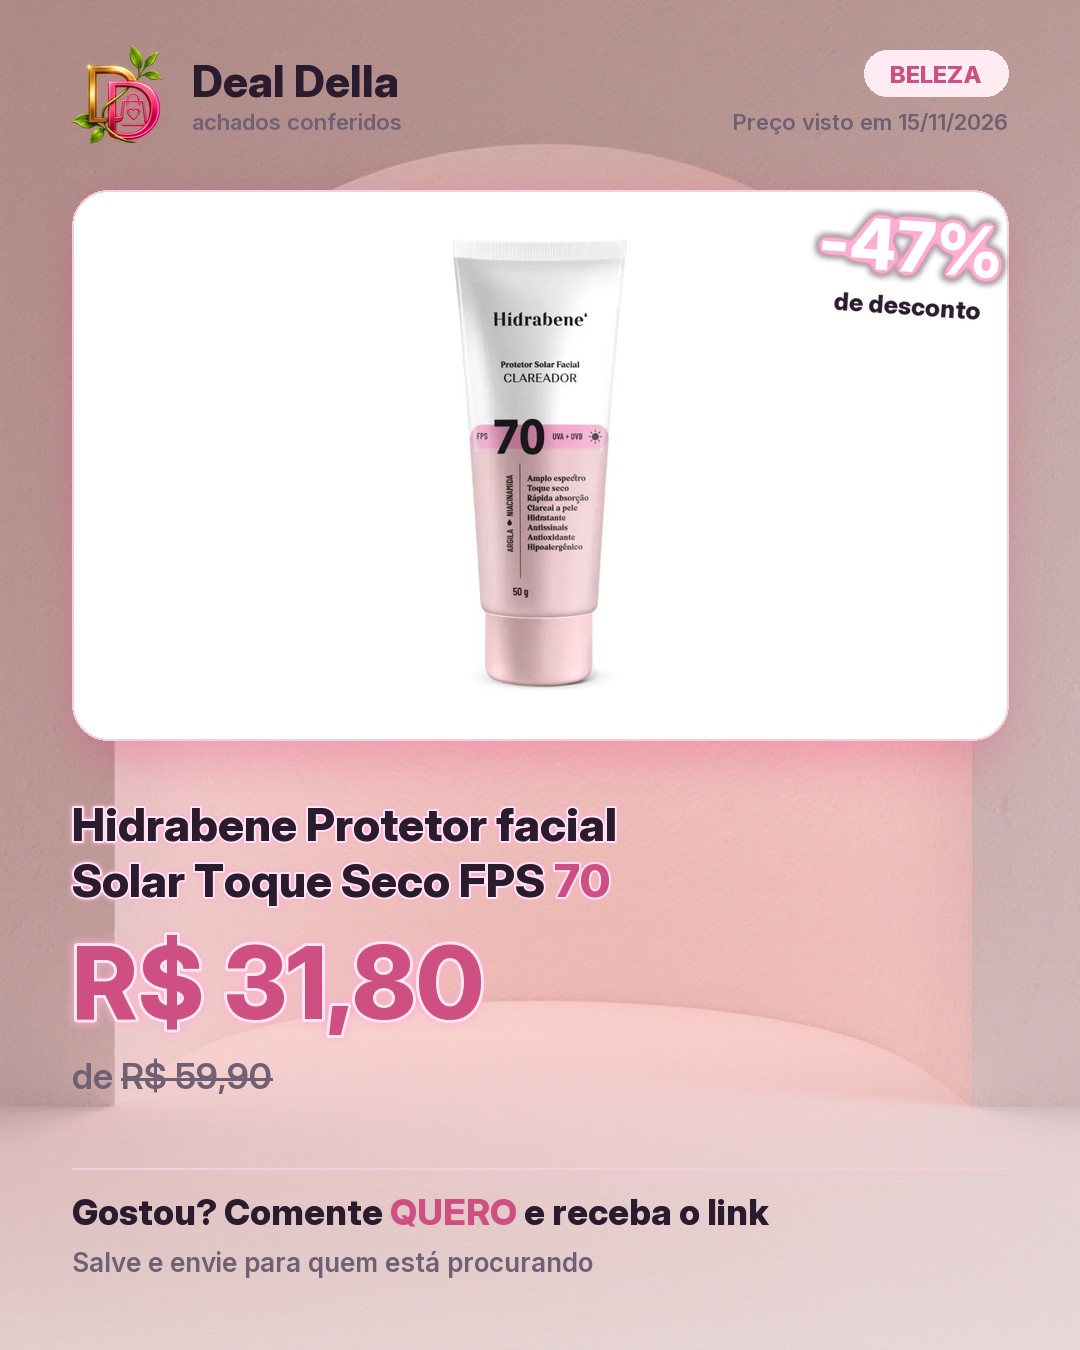 Deal Della
achados conferidos
BELEZA
Preço visto em 15/11/2026
-47%
de desconto
Hidrabene
Protetor Solar Facial
CLAREADOR
FPS 70 UVA + UVB
ARGILA NIACINAMIDA
Amplo espectro
Toque seco
Rápida absorção
Clareai a pele
Hidratante
Antissinais
Antioxidante
Hipoalergênico
50 g
Hidrabene Protetor facial
Solar Toque Seco FPS 70
R$ 31,80
de R$ 59,90
Gostou? Comente QUERO e receba o link
Salve e envie para quem está procurando